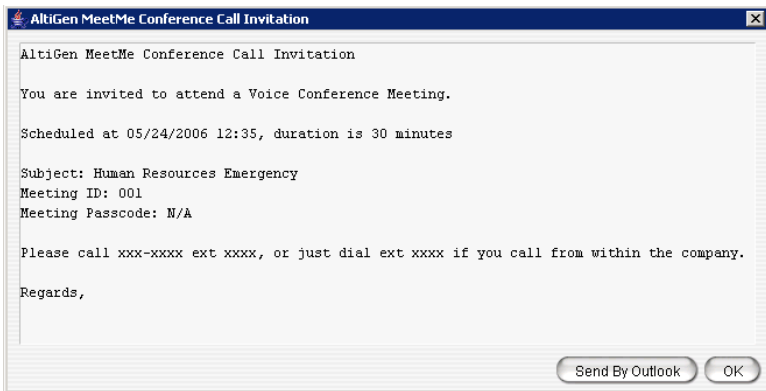 AltiGen MeetMe Conference Call Invitation
AltiGen MeetMe Conference Call Invitation
You are invited to attend a Voice Conference Meeting.
Scheduled at 05/24/2006 12:35, duration is 30 minutes
Subject: Human Resources Emergency
Meeting ID: 001
Meeting Passcode: N/A
Please call xxx-xxxx ext xxxx, or just dial ext xxxx if you call from within the company.
Regards,
Send By Outlook OK